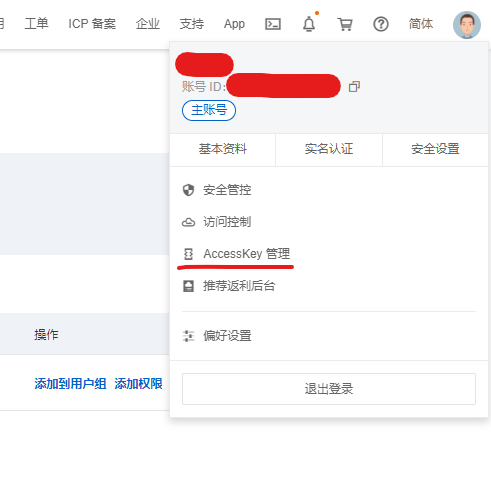 用 工单 ICP 备案 企业 支持 App 简体
账号 ID:
主账号
基本资料 实名认证 安全设置
安全管控
访问控制
AccessKey 管理
推荐返利后台
操作
偏好设置
添加到用户组 添加权限
退出登录